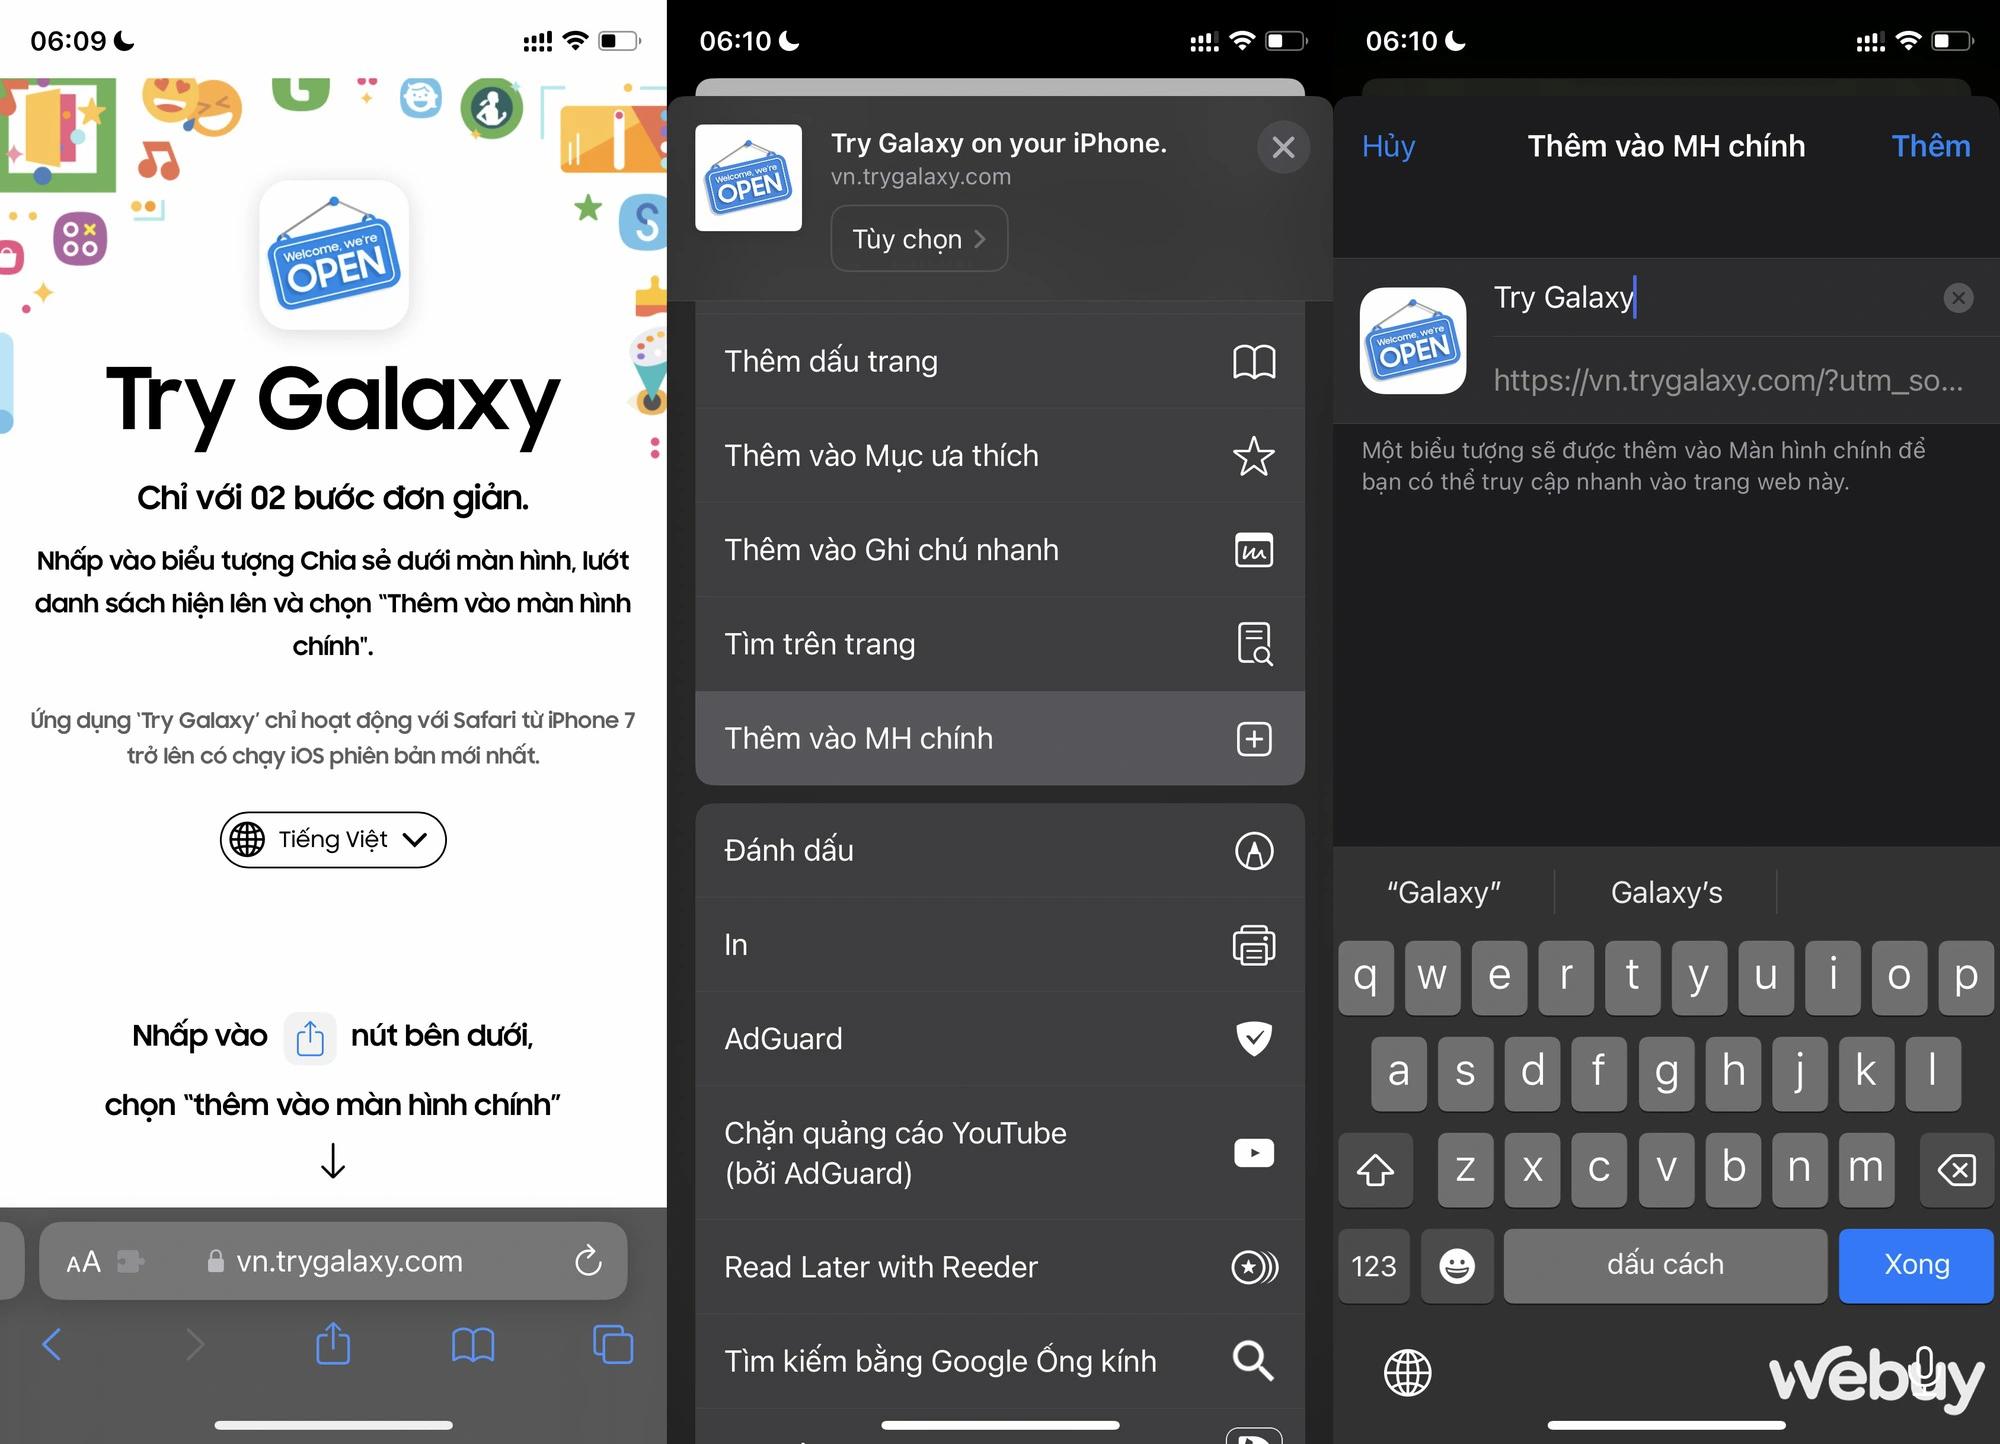 06:09
Welcome, we're
OPEN
Try Galaxy
Chỉ với 02 bước đơn giản.
Nhấp vào biểu tượng Chia sẻ dưới màn hình, lướt
danh sách hiện lên và chọn “Thêm vào màn hình
chính".
Ứng dụng ‘Try Galaxy’ chỉ hoạt động với Safari từ iPhone 7
trở lên có chạy iOS phiên bản mới nhất.
Tiếng Việt
Nhấp vào nút bên dưới,
chọn “thêm vào màn hình chính”
AA vn.trygalaxy.com
06:10
Welcome, we're
OPEN
Try Galaxy on your iPhone.
vn.trygalaxy.com
Tùy chọn
Thêm dấu trang
Thêm vào Mục ưa thích
Thêm vào Ghi chú nhanh
Tìm trên trang
Thêm vào MH chính
Đánh dấu
In
AdGuard
Chặn quảng cáo YouTube
(bởi AdGuard)
Read Later with Reeder
Tìm kiếm bằng Google Ống kính
06:10
Hủy Thêm vào MH chính Thêm
Welcome, we're
OPEN
Try Galaxy
https://vn.trygalaxy.com/?utm_so...
Một biểu tượng sẽ được thêm vào Màn hình chính để
bạn có thể truy cập nhanh vào trang web này.
“Galaxy” Galaxy’s
q w e r t y u i o p
a s d f g h j k l
z x c v b n m
123 dấu cách Xong
webuy